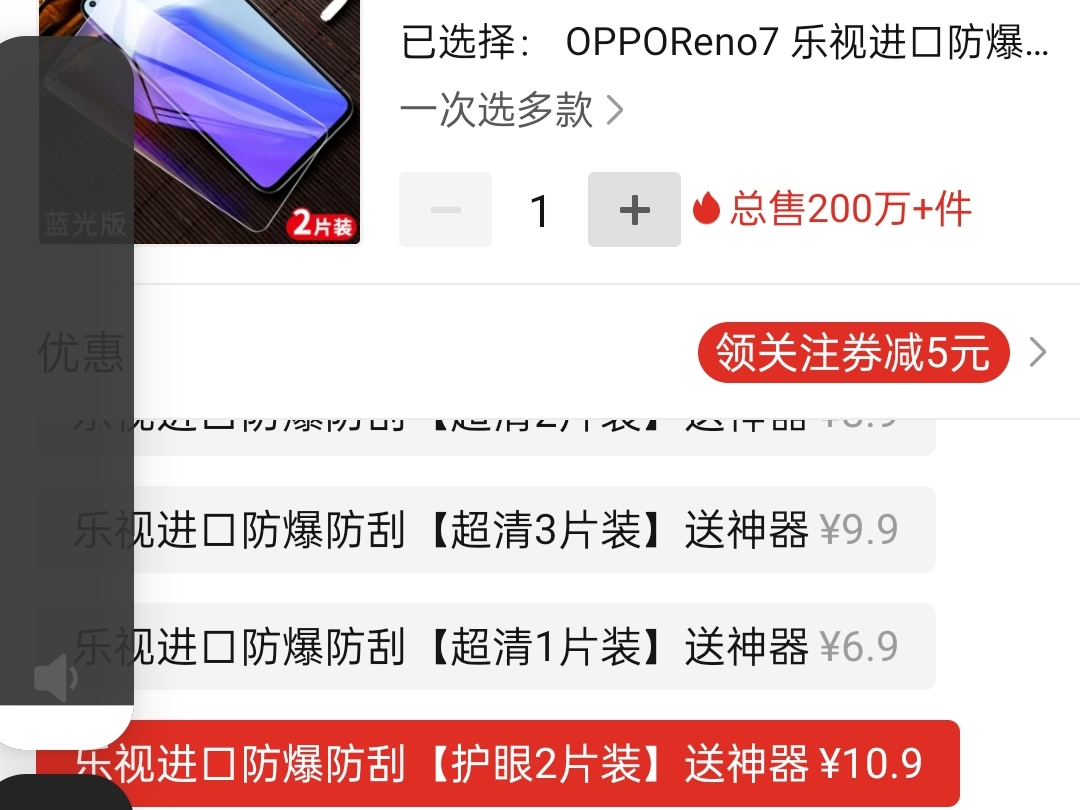 已选择： OPPOReno7 乐视进口防爆...
一次选多款
1
总售200万+件
蓝光版
2片装
优惠
领关注券减5元
乐视进口防爆防刮【超清2片装】送神器 ¥8.9
乐视进口防爆防刮【超清3片装】送神器 ¥9.9
乐视进口防爆防刮【超清1片装】送神器 ¥6.9
乐视进口防爆防刮【护眼2片装】送神器 ¥10.9